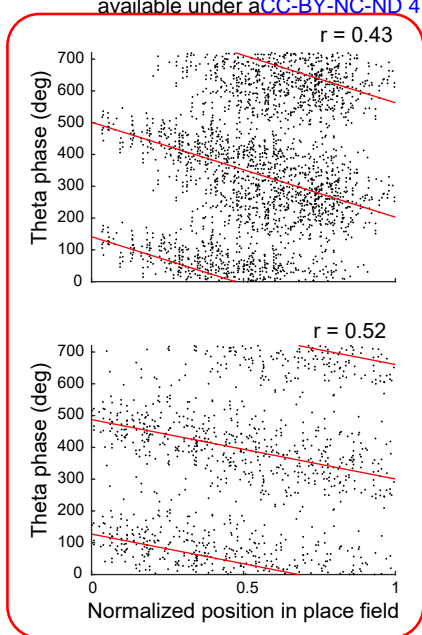 available under aCC-BY-NC-ND 4
r = 0.43
Theta phase (deg)
700
600
500
400
300
200
100
0
r = 0.52
Theta phase (deg)
700
600
500
400
300
200
100
0
0 0.5 1
Normalized position in place field